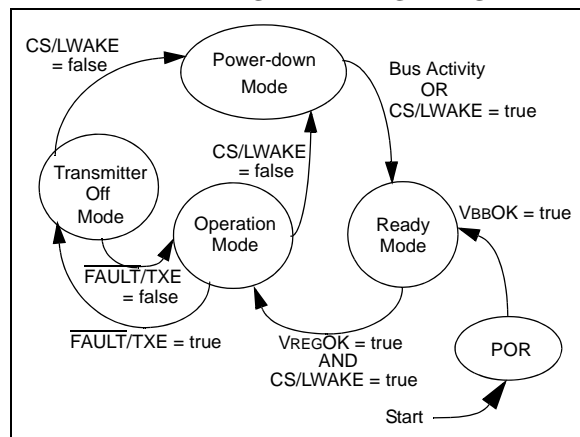 CS/LWAKE
= false
Power-down
Mode
Bus Activity
OR
CS/LWAKE = true
CS/LWAKE
= false
Transmitter
Off
Mode
Operation
Mode
Ready
Mode
VBBOK = true
FAULT/TXE
= false
FAULT/TXE = true
VREGOK = true
AND
CS/LWAKE = true
POR
Start